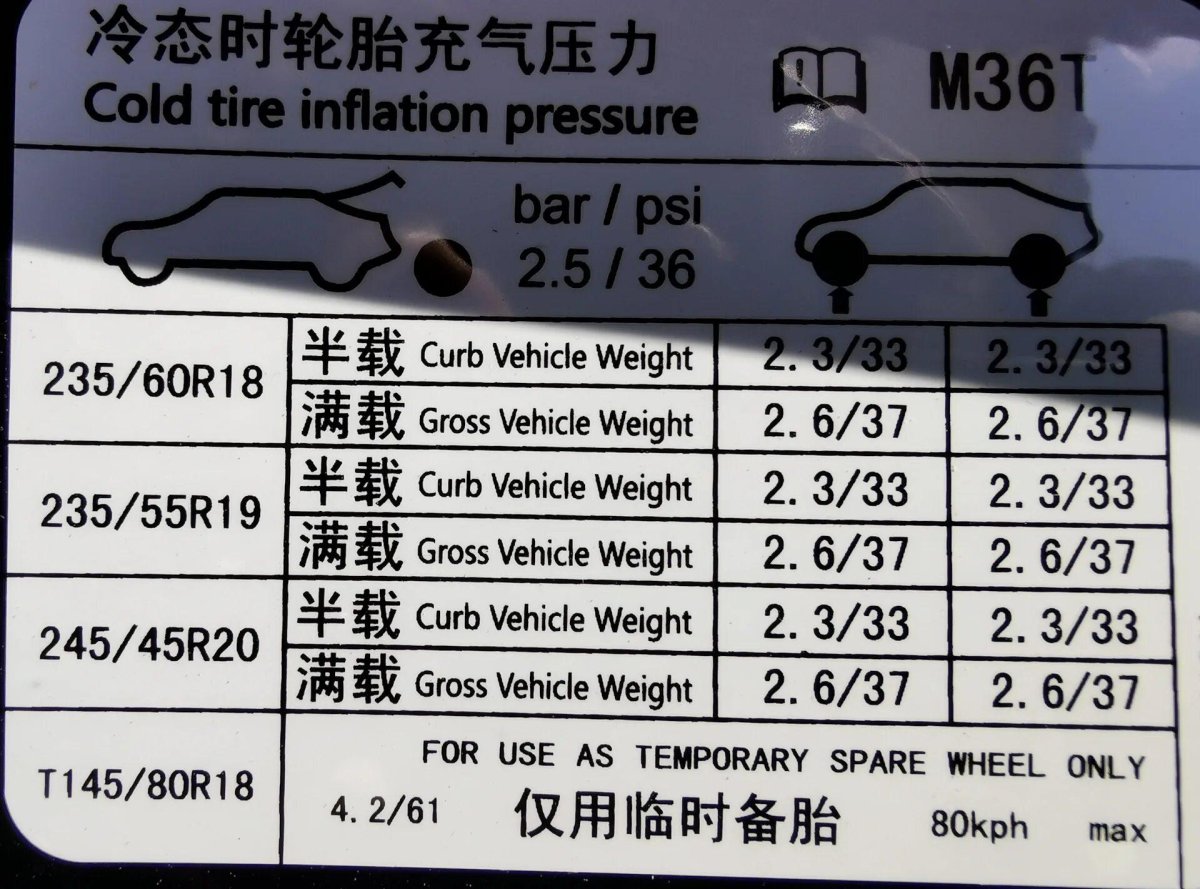 冷态时轮胎充气压力
Cold tire inflation pressure
M36T
bar / psi
2.5 / 36
235/60R18
半载 Curb Vehicle Weight 2.3/33 2.3/33
满载 Gross Vehicle Weight 2.6/37 2.6/37
235/55R19
半载 Curb Vehicle Weight 2.3/33 2.3/33
满载 Gross Vehicle Weight 2.6/37 2.6/37
245/45R20
半载 Curb Vehicle Weight 2.3/33 2.3/33
满载 Gross Vehicle Weight 2.6/37 2.6/37
T145/80R18
FOR USE AS TEMPORARY SPARE WHEEL ONLY
4.2/61 仅用临时备胎 80kph max